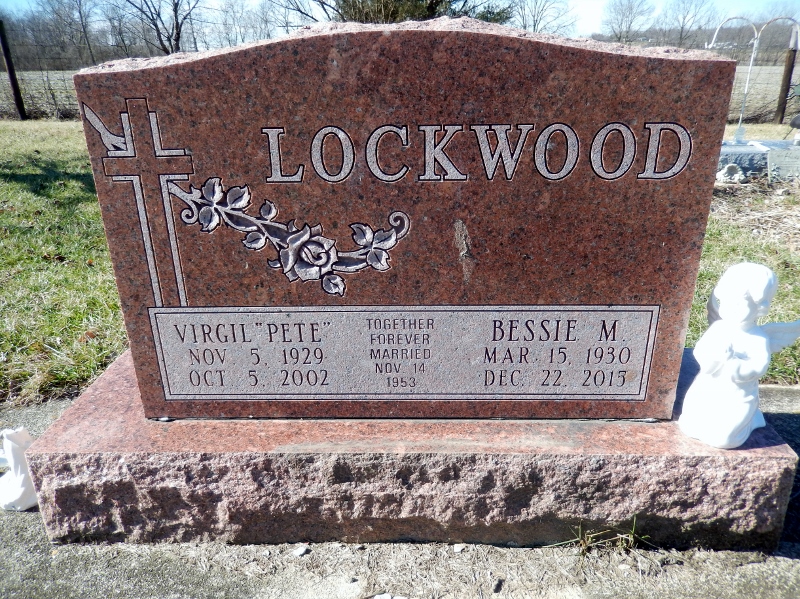 LOCKWOOD
VIRGIL "PETE"
NOV 5, 1929
OCT 5, 2002
TOGETHER
FOREVER
MARRIED
NOV 14
1953
BESSIE M.
MAR. 15, 1930
DEC. 22, 2015